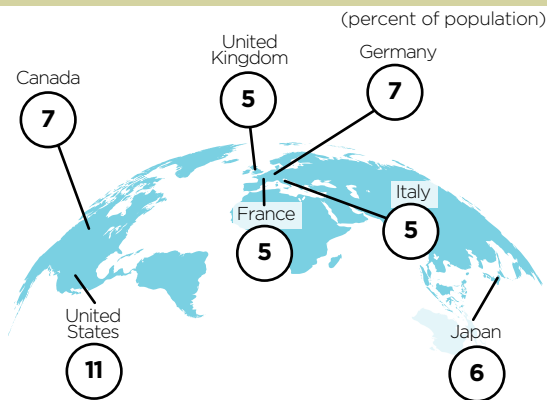 (percent of population)
United
Kingdom
5
Germany
7
Canada
7
Italy
5
France
5
United
States
11
Japan
6